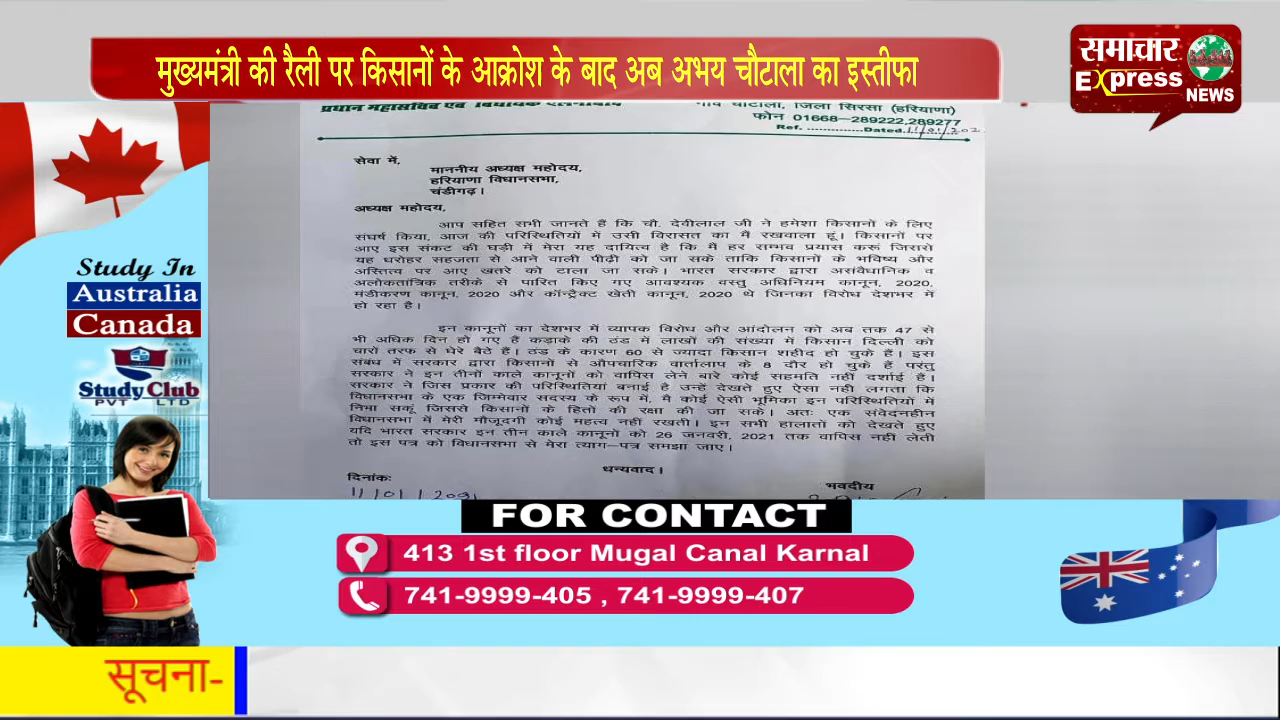 मुख्यमंत्री की रैली पर किसानों के आक्रोश के बाद अब अभय चौटाला का इस्तीफा
समाचार
Express
NEWS
प्रधान महासचिव एवं विधायक ऐलनाबाद
गांव चौटाला, जिला सिरसा (हरियाणा)
फोन 01668-289222,289277
Ref. ..............Dated.11/01/202
सेवा में,
माननीय अध्यक्ष महोदय,
हरियाणा विधानसभा,
चंडीगढ़।
अध्यक्ष महोदय,
आप सहित सभी जानते हैं कि चौ. देवीलाल जी ने हमेशा किसानों के लिए
संघर्ष किया, आज की परिस्थितियों में उसी विरासत का मैं रखवाला हूं। किसानों पर
आए इस संकट की घड़ी में मेरा यह दायित्व है कि मैं हर सम्भव प्रयास करूं जिससे
यह धरोहर सहजता से आने वाली पीढ़ी को जा सके ताकि किसानों के भविष्य और
अस्तित्व पर आए खतरे को टाला जा सके। भारत सरकार द्वारा असंवैधानिक व
अलोकतांत्रिक तरीके से पारित किए गए आवश्यक वस्तु अधिनियम कानून, 2020,
मंडीकरण कानून, 2020 और कॉन्ट्रैक्ट खेती कानून, 2020 थे जिनका विरोध देशभर में
हो रहा है।
इन कानूनों का देशभर में व्यापक विरोध और आंदोलन को अब तक 47 से
भी अधिक दिन हो गए हैं कड़ाके की ठंड में लाखों की संख्या में किसान दिल्ली को
चारों तरफ से घेरे बैठे हैं। ठंड के कारण 60 से ज्यादा किसान शहीद हो चुके हैं। इस
संबंध में सरकार द्वारा किसानों से औपचारिक वार्तालाप के 8 दौर हो चुके हैं परंतु
सरकार ने इन तीनों काले कानूनों को वापिस लेने बारे कोई सहमति नहीं दर्शाई है।
सरकार ने जिस प्रकार की परिस्थितियां बनाई है उन्हें देखते हुए ऐसा नहीं लगता कि
विधानसभा के एक जिम्मेवार सदस्य के रूप में, मैं कोई ऐसी भूमिका इन परिस्थितियों में
निभा सकूं जिससे किसानों के हितों की रक्षा की जा सके। अतः एक संवेदनहीन
विधानसभा में मेरी मौजूदगी कोई महत्व नहीं रखती। इन सभी हालातों को देखते हुए
यदि भारत सरकार इन तीन काले कानूनों को 26 जनवरी, 2021 तक वापिस नहीं लेती
तो इस पत्र को विधानसभा से मेरा त्याग-पत्र समझा जाए।
धन्यवाद।
दिनांकः
भवदीय
Study In
Australia
Canada
StudyClub
PVT LTD
FOR CONTACT
413 1st floor Mugal Canal Karnal
741-9999-405 , 741-9999-407
सूचना-